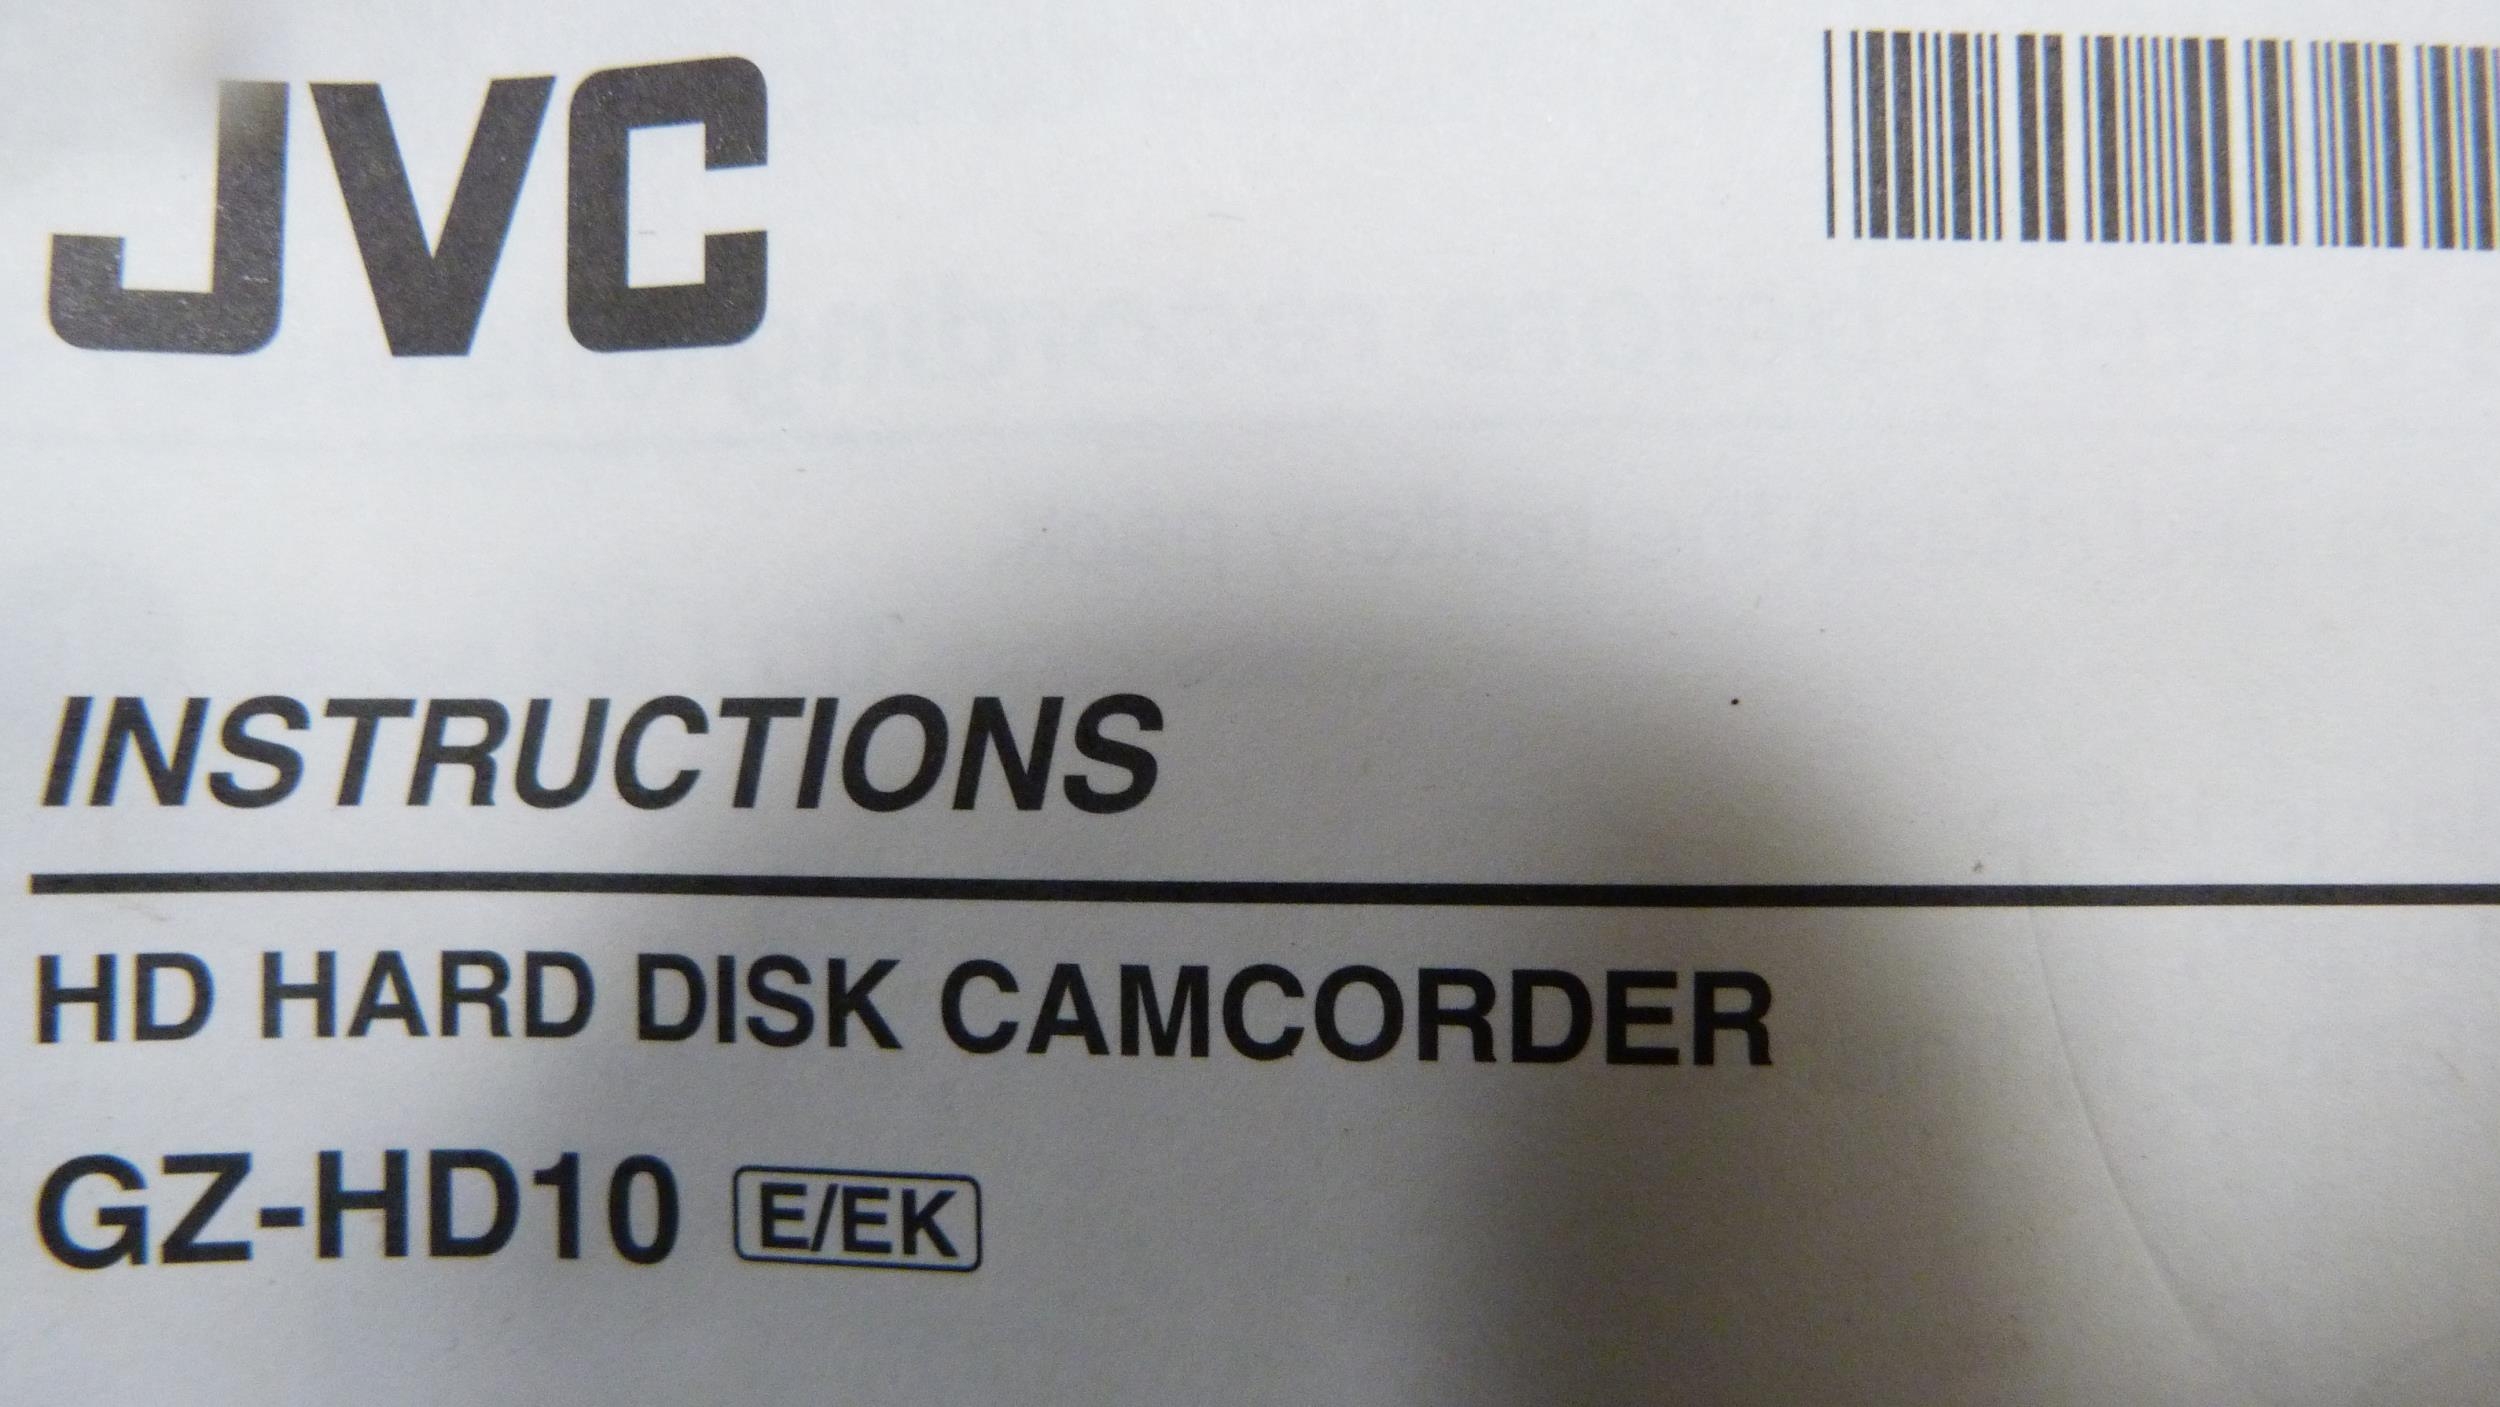 JVC
INSTRUCTIONS
HD HARD DISK CAMCORDER
GZ-HD10 E/EK